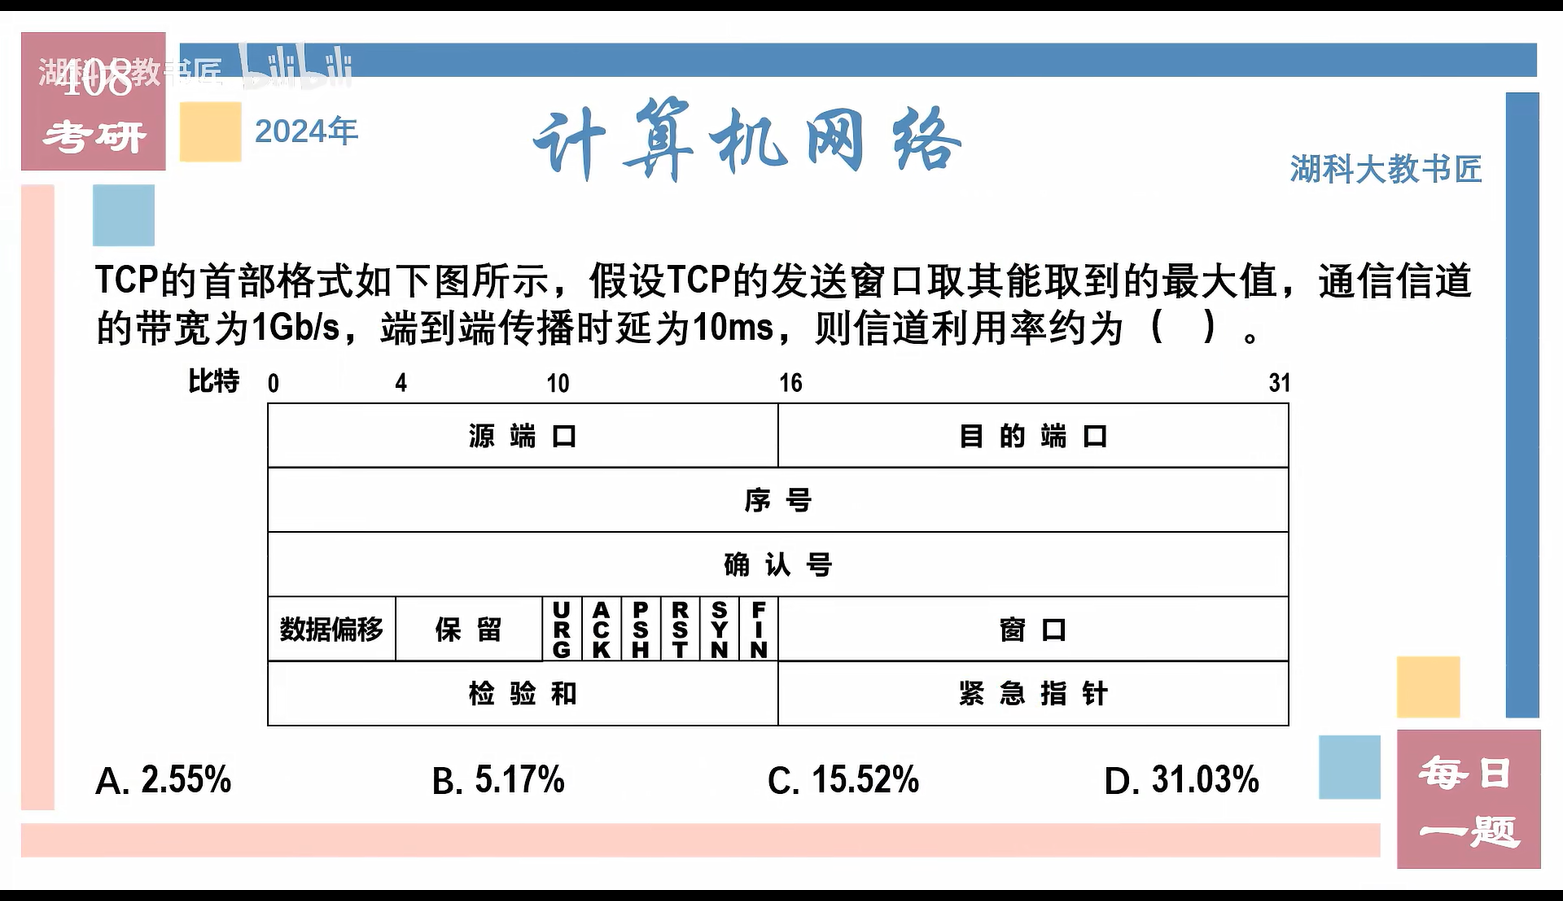 湖科大教书匠 bilibili
408
考研
2024年
计算机网络
湖科大教书匠
TCP的首部格式如下图所示，假设TCP的发送窗口取其能取到的最大值，通信信道
的带宽为1Gb/s，端到端传播时延为10ms，则信道利用率约为（ ）。
比特 0 4 10 16 31
源端口 目的端口
序号
确认号
数据偏移 保留 URG ACK PSH RST SYN FIN 窗口
检验和 紧急指针
A. 2.55% B. 5.17% C. 15.52% D. 31.03%
每日
一题